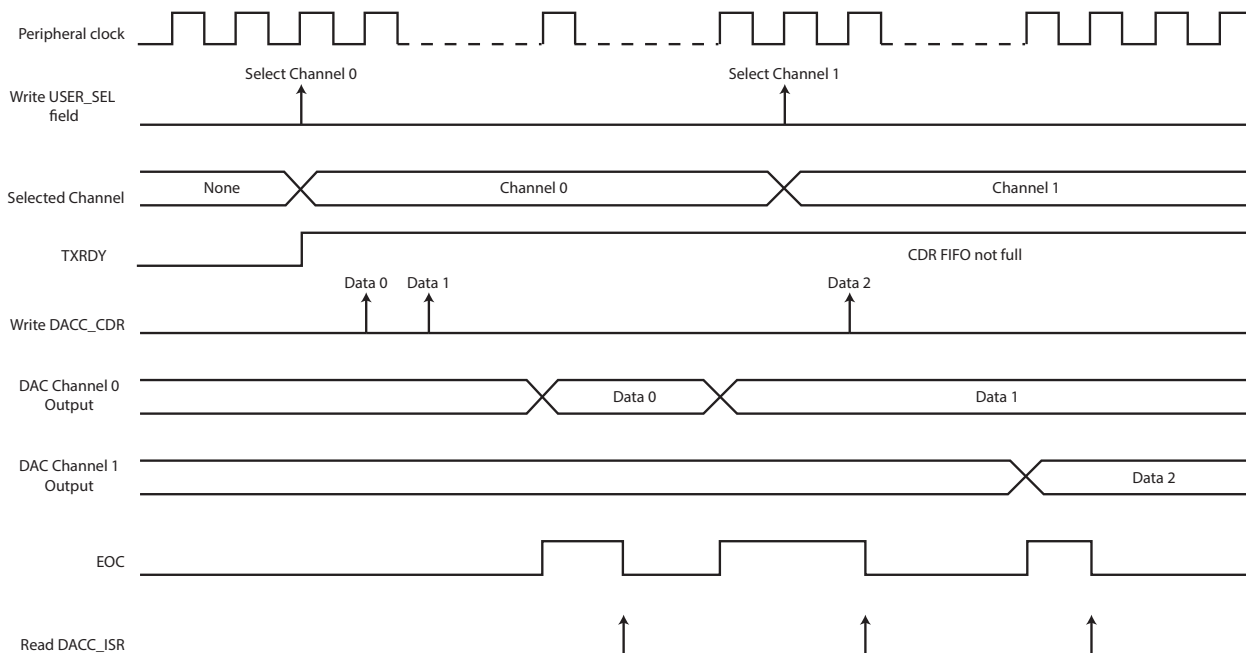 Peripheral clock
Select Channel 0
Select Channel 1
Write USER_SEL
field
Selected Channel
None
Channel 0
Channel 1
TXRDY
CDR FIFO not full
Data 0
Data 1
Data 2
Write DACC_CDR
DAC Channel 0
Output
Data 0
Data 1
DAC Channel 1
Output
Data 2
EOC
Read DACC_ISR